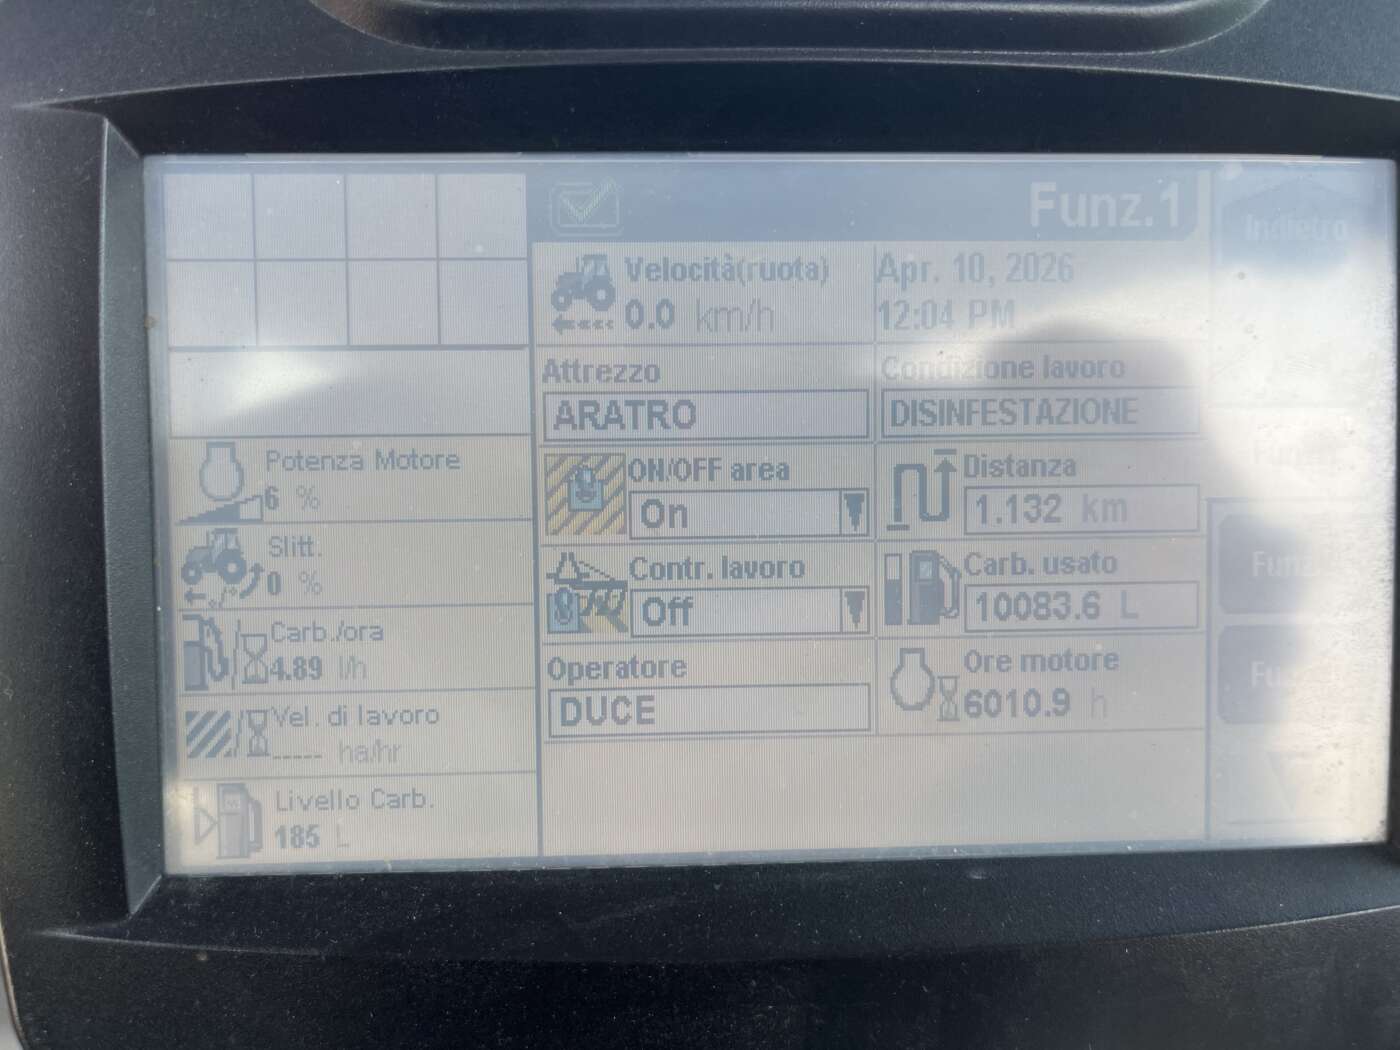 Funz.1
Indietro
Velocità(ruota)
0.0 km/h
Apr. 10, 2026
12:04 PM
Attrezzo
ARATRO
Condizione lavoro
DISINFESTAZIONE
Potenza Motore
6 %
ON/OFF area
On
Distanza
1.132 km
Slitt.
0 %
Contr. lavoro
Off
Carb. usato
10083.6 L
Carb./ora
4.89 l/h
Operatore
DUCE
Ore motore
6010.9 h
Vel. di lavoro
----- ha/hr
Livello Carb.
185 L